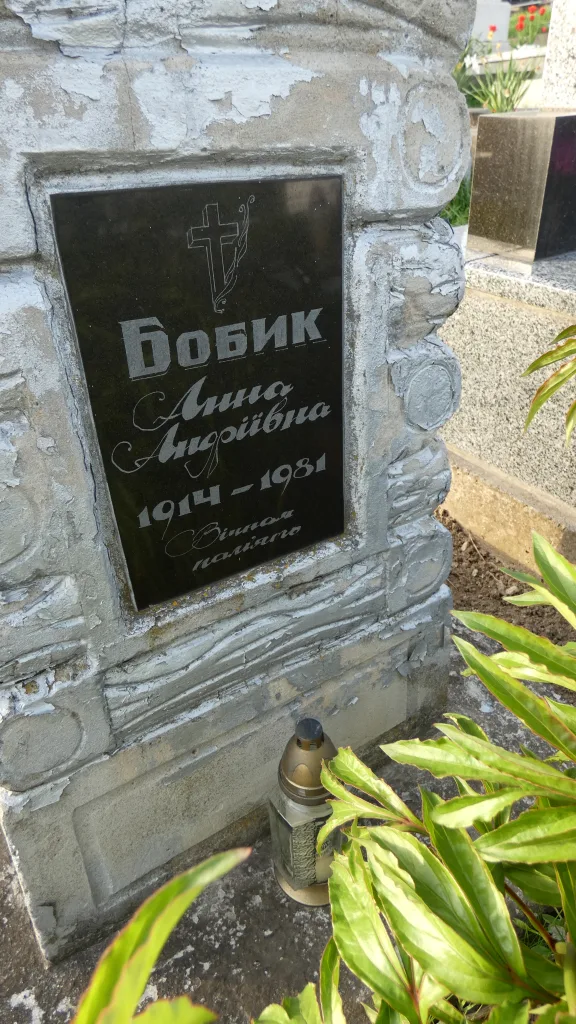 Бобик
Анна
Андріївна
1914 - 1981
Вічная
пам'ять